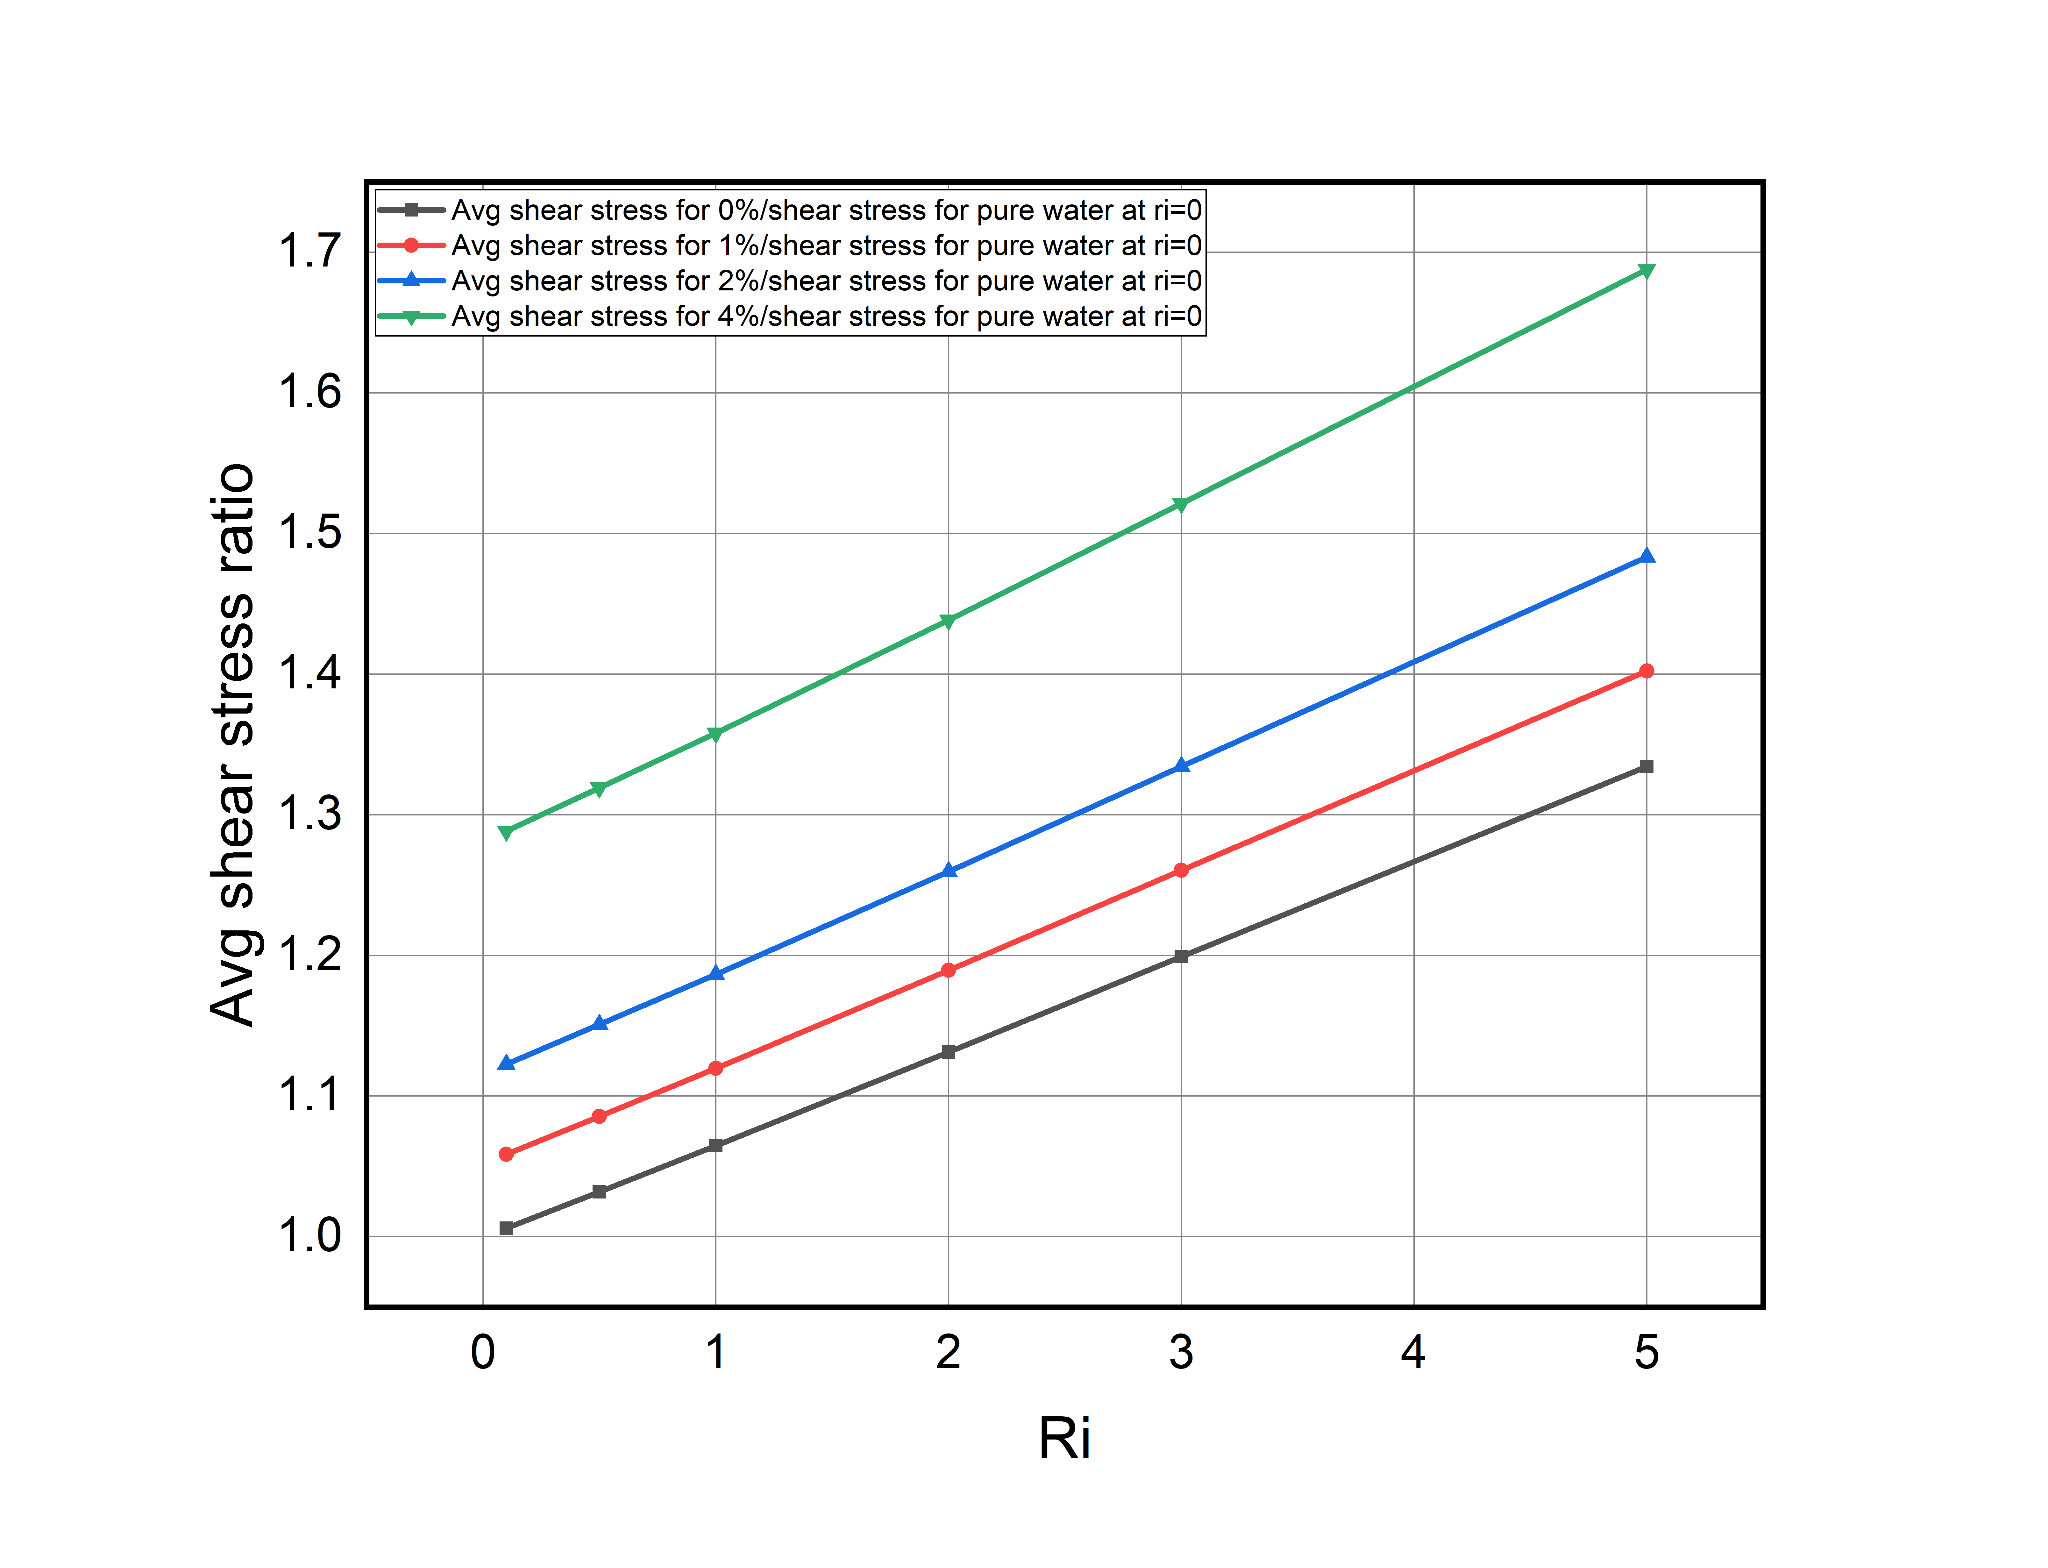 Avg shear stress for 0%/shear stress for pure water at ri=0
Avg shear stress for 1%/shear stress for pure water at ri=0
Avg shear stress for 2%/shear stress for pure water at ri=0
Avg shear stress for 4%/shear stress for pure water at ri=0
1.7
1.6
1.5
1.4
1.3
1.2
1.1
1.0
Avg shear stress ratio
0 1 2 3 4 5
Ri